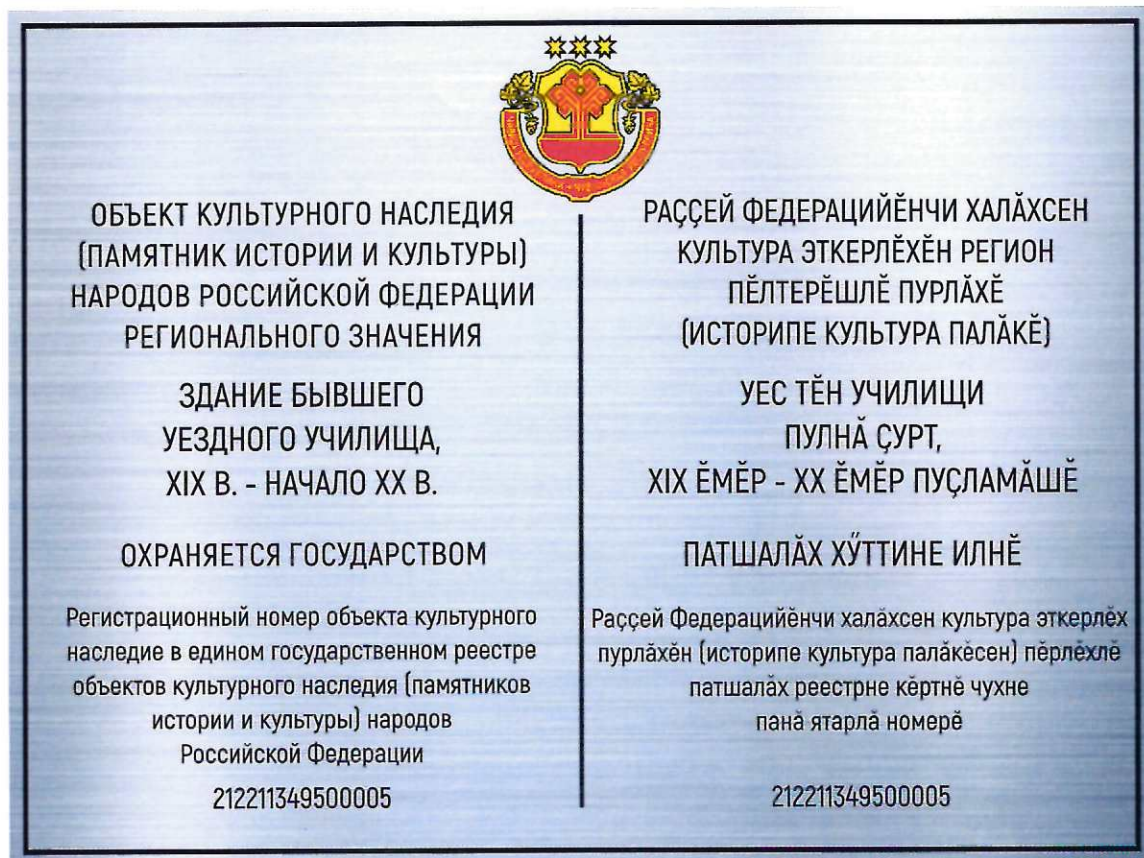 ОБЪЕКТ КУЛЬТУРНОГО НАСЛЕДИЯ
(ПАМЯТНИК ИСТОРИИ И КУЛЬТУРЫ)
НАРОДОВ РОССИЙСКОЙ ФЕДЕРАЦИИ
РЕГИОНАЛЬНОГО ЗНАЧЕНИЯ
ЗДАНИЕ БЫВШЕГО
УЕЗДНОГО УЧИЛИЩА,
XIX В. - НАЧАЛО XX В.
ОХРАНЯЕТСЯ ГОСУДАРСТВОМ
Регистрационный номер объекта культурного
наследие в едином государственном реестре
объектов культурного наследия (памятников
истории и культуры) народов
Российской Федерации
212211349500005
РАҪҪЕЙ ФЕДЕРАЦИЙӖНЧИ ХАЛӐХСЕН
КУЛЬТУРА ЭТКЕРЛӖХӖН РЕГИОН
ПӖЛТЕРӖШЛӖ ПУРЛӐХӖ
(ИСТОРИПЕ КУЛЬТУРА ПАЛӐКӖ)
УЕС ТӖН УЧИЛИЩИ
ПУЛНӐ ҪУРТ,
XIX ӖМӖР - XX ӖМӖР ПУҪЛАМӐШӖ
ПАТШАЛӐХ ХӲТТИНЕ ИЛНӖ
Раҫҫей Федерацийӗнчи халӑхсен культура эткерлӗх
пурлӑхӗн (историпе культура палӑкӗсен) пӗрлӗхлӗ
патшалӑх реестрне кӗртнӗ чухне
панӑ ятарлӑ номерӗ
212211349500005